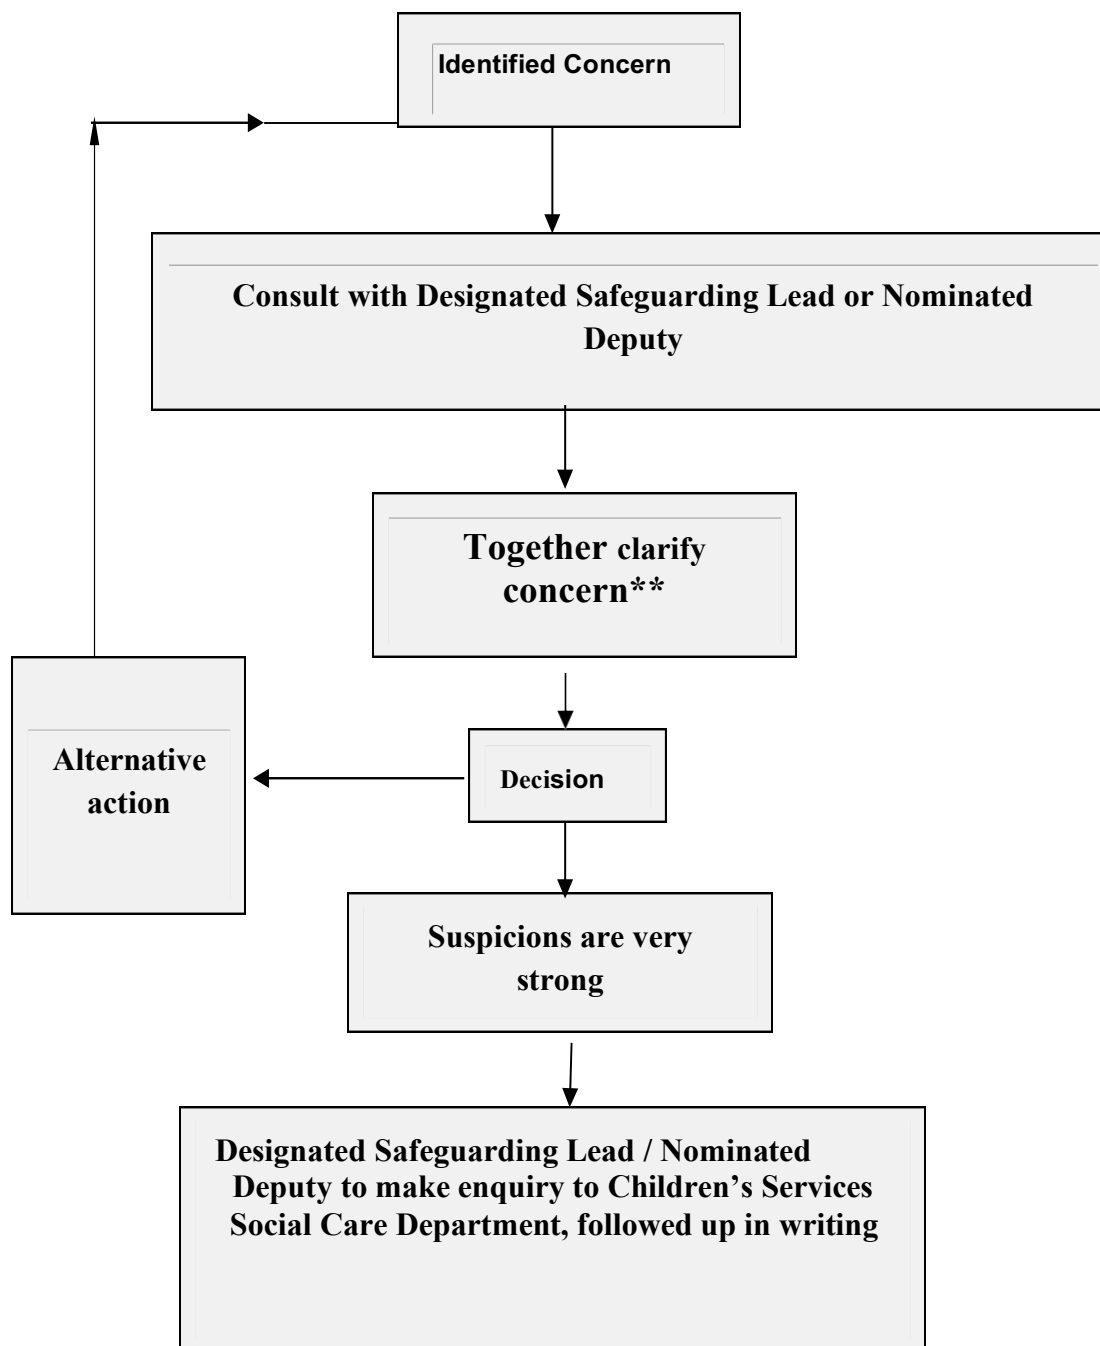 Identified Concern
Consult with Designated Safeguarding Lead or Nominated
Deputy
Together clarify
concern**
Decision
Alternative
action
Suspicions are very
strong
Designated Safeguarding Lead / Nominated
Deputy to make enquiry to Children’s Services
Social Care Department, followed up in writing